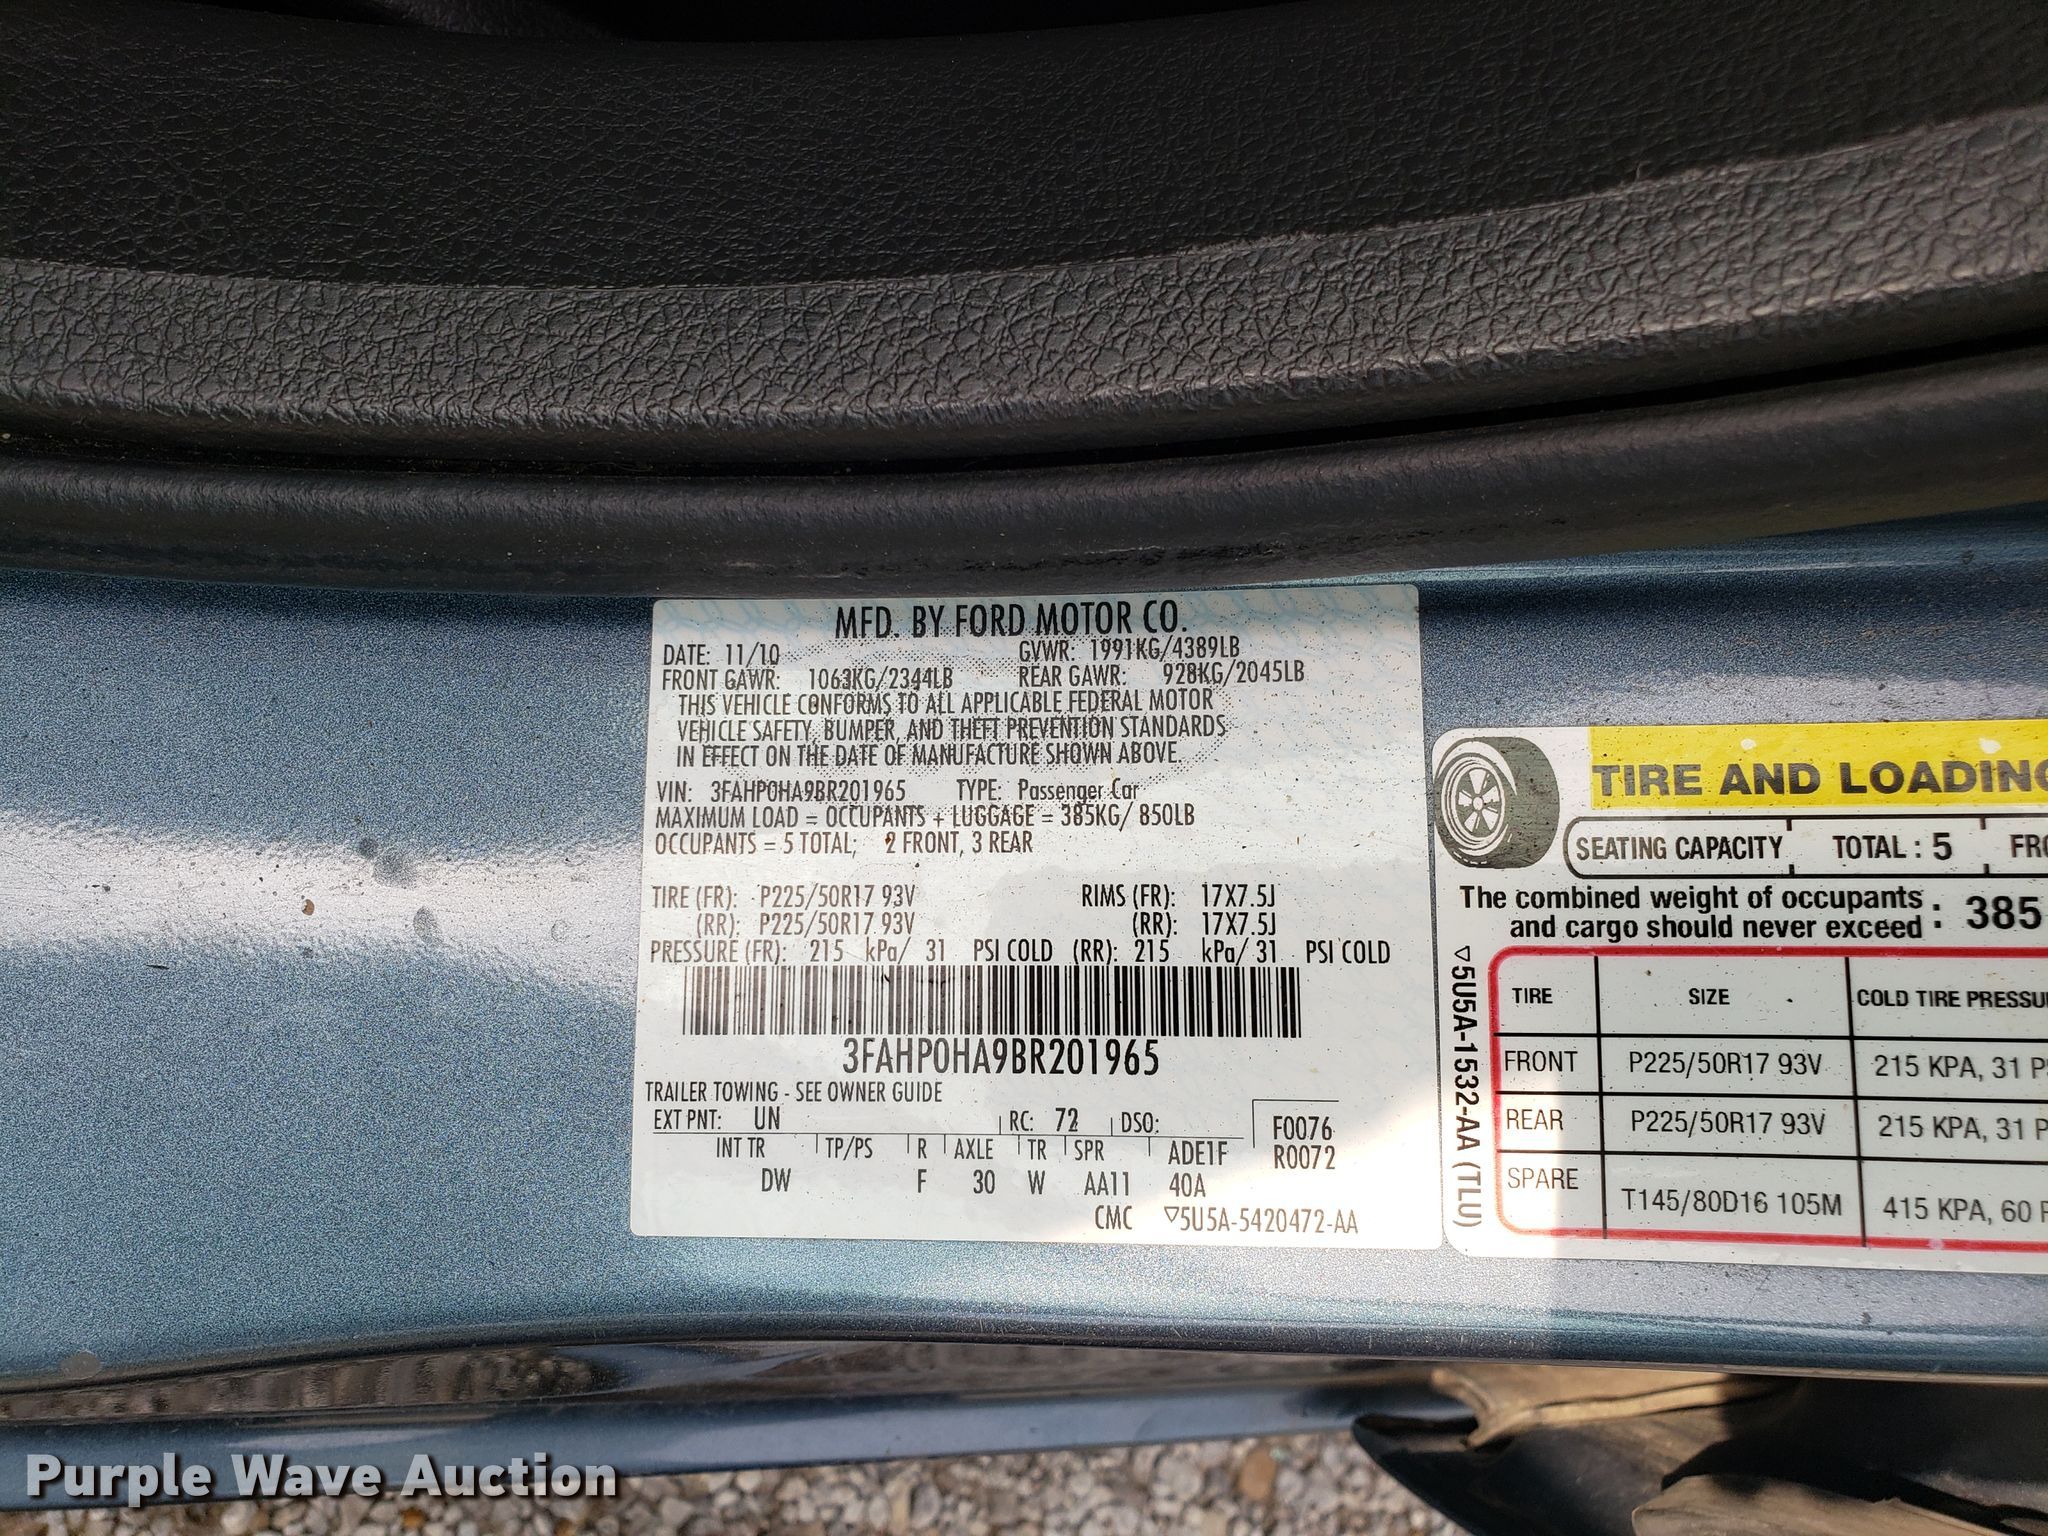 MFD. BY FORD MOTOR CO.
DATE: 11/10 GVWR: 1991KG/4389LB
FRONT GAWR: 1063KG/2344LB REAR GAWR: 928KG/2045LB
THIS VEHICLE CONFORMS TO ALL APPLICABLE FEDERAL MOTOR
VEHICLE SAFETY, BUMPER, AND THEFT PREVENTION STANDARDS
IN EFFECT ON THE DATE OF MANUFACTURE SHOWN ABOVE.
VIN: 3FAHP0HA9BR201965 TYPE: Passenger Car
MAXIMUM LOAD = OCCUPANTS + LUGGAGE = 385KG/ 850LB
OCCUPANTS = 5 TOTAL; 2 FRONT, 3 REAR
TIRE (FR): P225/50R17 93V RIMS (FR): 17X7.5J
(RR): P225/50R17 93V (RR): 17X7.5J
PRESSURE (FR): 215 kPa/ 31 PSI COLD (RR): 215 kPa/ 31 PSI COLD
3FAHP0HA9BR201965
TRAILER TOWING - SEE OWNER GUIDE
EXT PNT: UN RC: 72 DSO: F0076
INT TR TP/PS R AXLE TR SPR ADE1F R0072
DW F 30 W AA11 40A
CMC ▽5U5A-5420472-AA
TIRE AND LOADING
SEATING CAPACITY TOTAL : 5 FRO
The combined weight of occupants
and cargo should never exceed : 385
▽5U5A-1532-AA (TLU)
TIRE SIZE COLD TIRE PRESSU
FRONT P225/50R17 93V 215 KPA, 31 PS
REAR P225/50R17 93V 215 KPA, 31 P
SPARE T145/80D16 105M 415 KPA, 60 P
Purple Wave Auction